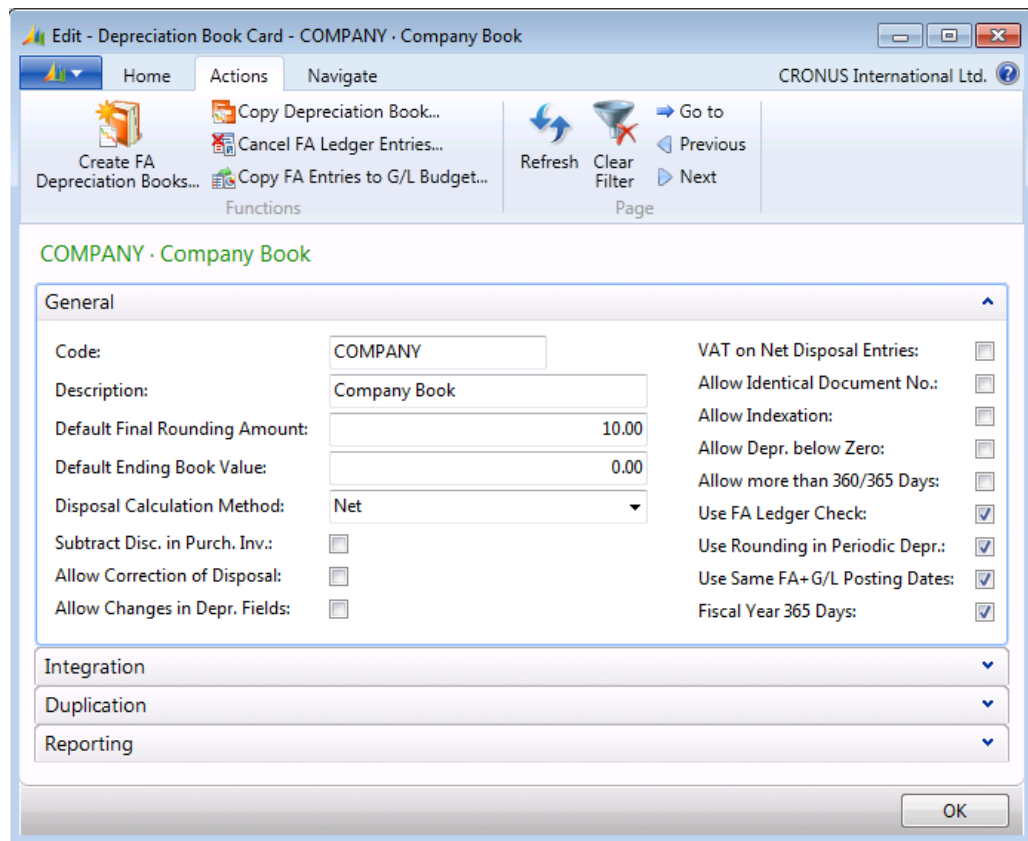 Edit - Depreciation Book Card - COMPANY · Company Book
Home Actions Navigate CRONUS International Ltd.
Create FA Depreciation Books...
Copy Depreciation Book...
Cancel FA Ledger Entries...
Copy FA Entries to G/L Budget...
Functions
Refresh
Clear Filter
Go to
Previous
Next
Page
COMPANY · Company Book
General
Code: COMPANY
Description: Company Book
Default Final Rounding Amount: 10.00
Default Ending Book Value: 0.00
Disposal Calculation Method: Net
Subtract Disc. in Purch. Inv.:
Allow Correction of Disposal:
Allow Changes in Depr. Fields:
VAT on Net Disposal Entries:
Allow Identical Document No.:
Allow Indexation:
Allow Depr. below Zero:
Allow more than 360/365 Days:
Use FA Ledger Check:
Use Rounding in Periodic Depr.:
Use Same FA+G/L Posting Dates:
Fiscal Year 365 Days:
Integration
Duplication
Reporting
OK